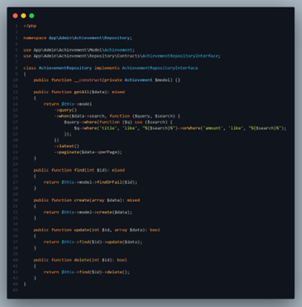 <?php
namespace App\Admin\Achievement\Repository;
use App\Admin\Achievement\Model\Achievement;
use App\Admin\Achievement\Repository\Contracts\AchievementRepositoryInterface;
class AchievementRepository implements AchievementRepositoryInterface
{
public function __construct(private Achievement $model) {}
public function getAll($data): mixed
{
return $this->model
->query()
->when($data->search, function ($query, $search) {
$query->where(function ($q) use ($search) {
$q->where('title', 'like', "%{$search}%")->orWhere('amount', 'like', "%{$search}%");
});
})
->latest()
->paginate($data->perPage);
}
public function find(int $id): mixed
{
return $this->model->findOrFail($id);
}
public function create(array $data): mixed
{
return $this->model->create($data);
}
public function update(int $id, array $data): bool
{
return $this->find($id)->update($data);
}
public function delete(int $id): bool
{
return $this->find($id)->delete();
}
}